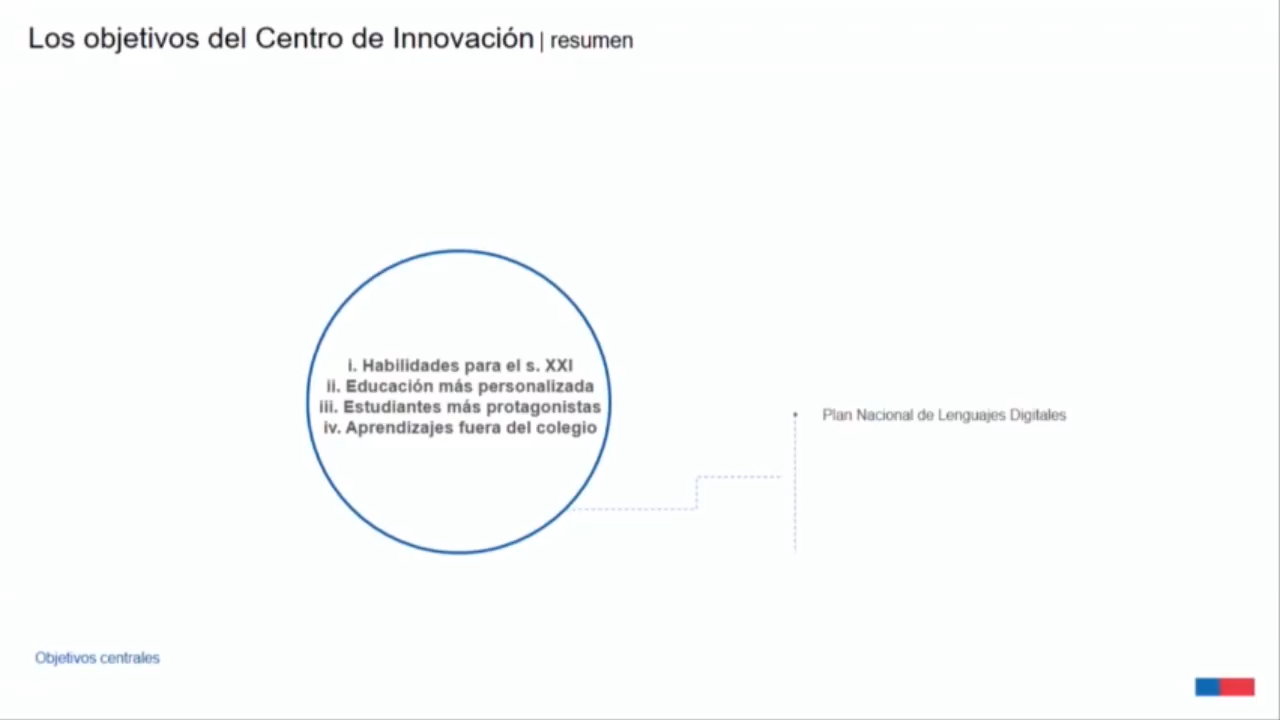 Los objetivos del Centro de Innovación | resumen
i. Habilidades para el s. XXI
ii. Educación más personalizada
iii. Estudiantes más protagonistas
iv. Aprendizajes fuera del colegio
Plan Nacional de Lenguajes Digitales
Objetivos centrales